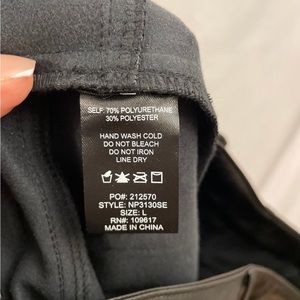 SELF: 70% POLYURETHANE
30% POLYESTER
HAND WASH COLD
DO NOT BLEACH
DO NOT IRON
LINE DRY
PO#: 212570
STYLE: NP3130SE
SIZE: L
RN#: 109617
MADE IN CHINA